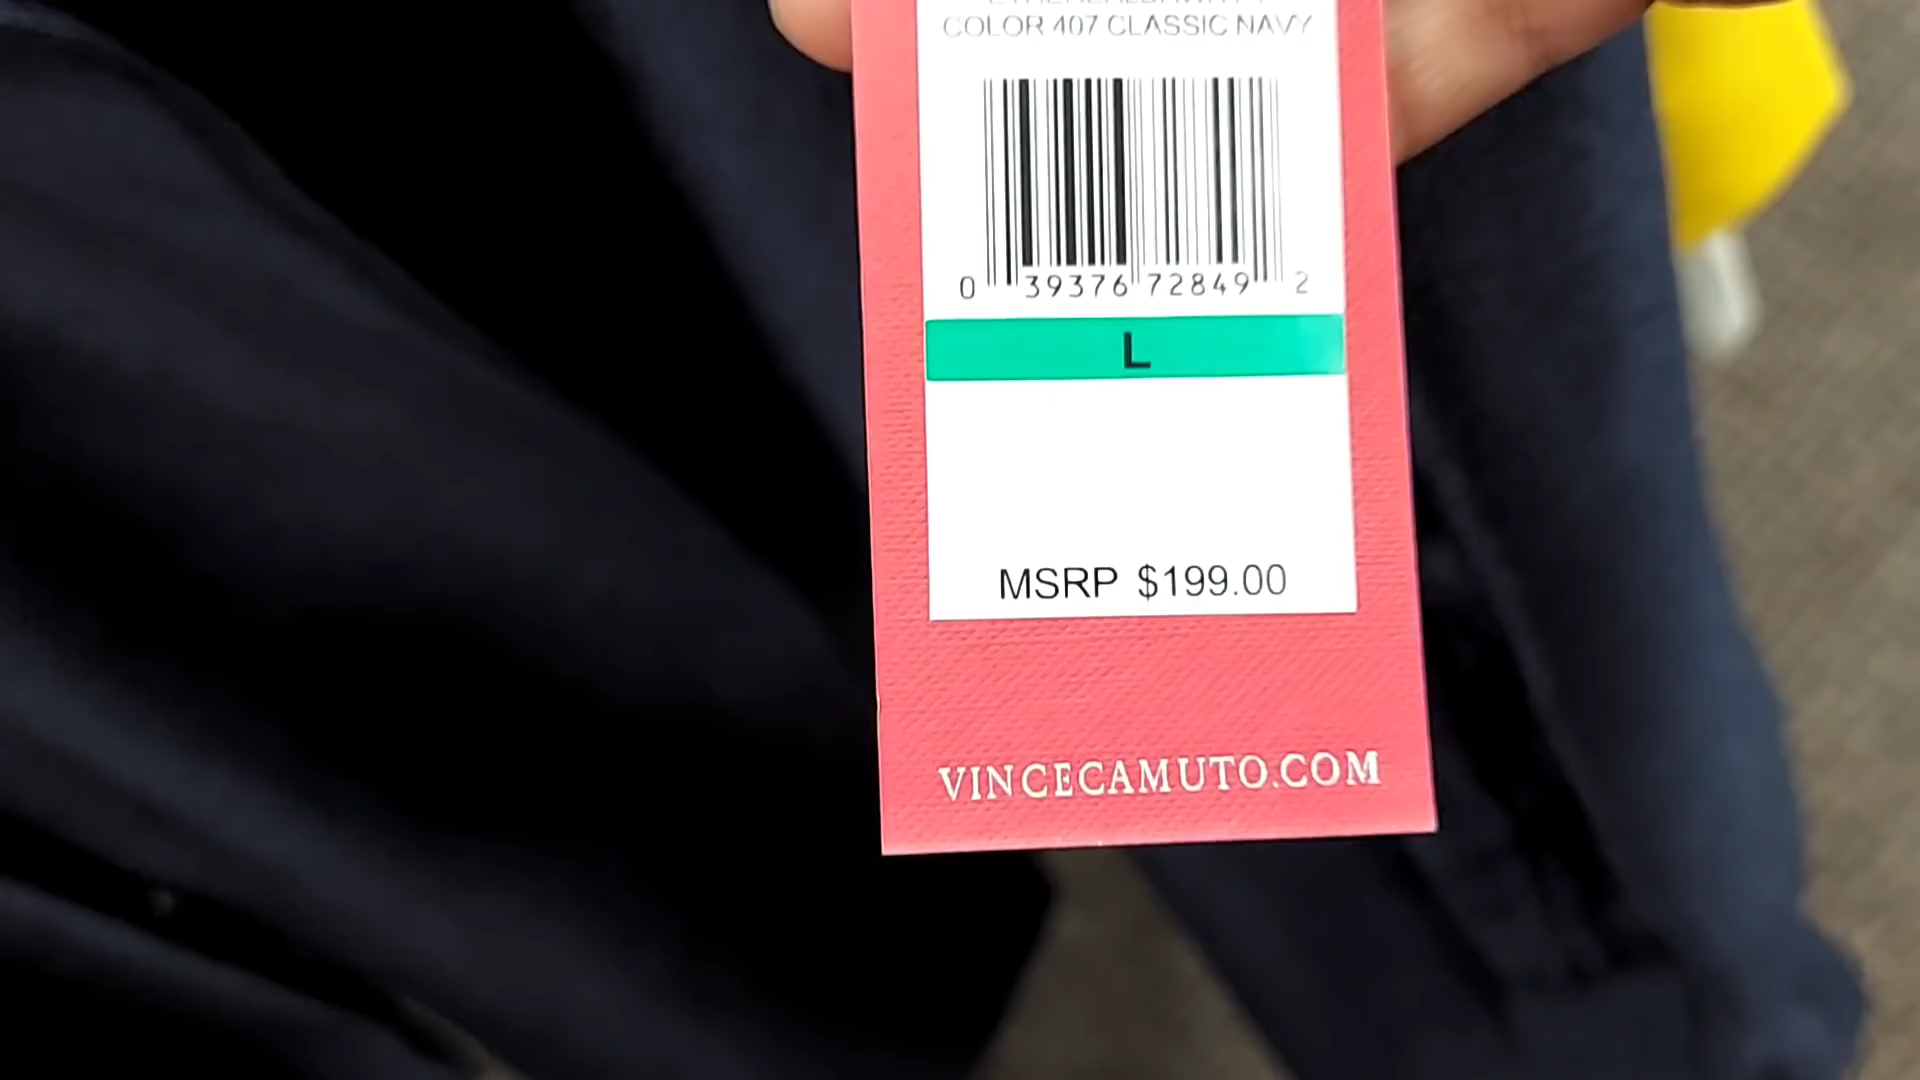 COLOR 407 CLASSIC NAVY
0 39376 72849 2
L
MSRP $199.00
VINCECAMUTO.COM